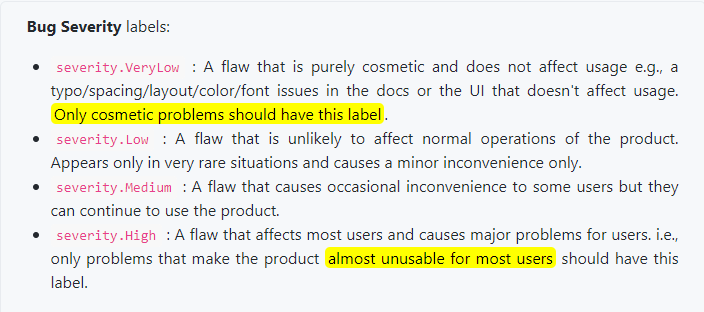 Bug Severity labels:
severity.VeryLow : A flaw that is purely cosmetic and does not affect usage e.g., a
typo/spacing/layout/color/font issues in the docs or the UI that doesn't affect usage.
Only cosmetic problems should have this label.
severity.Low : A flaw that is unlikely to affect normal operations of the product.
Appears only in very rare situations and causes a minor inconvenience only.
severity.Medium : A flaw that causes occasional inconvenience to some users but they
can continue to use the product.
severity.High : A flaw that affects most users and causes major problems for users. i.e.,
only problems that make the product almost unusable for most users should have this
label.